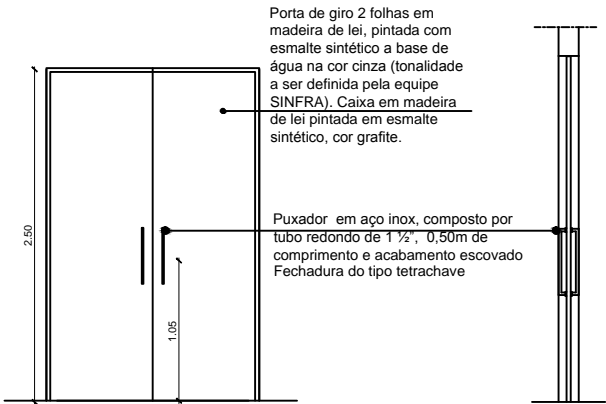 Porta de giro 2 folhas em
madeira de lei, pintada com
esmalte sintético a base de
água na cor cinza (tonalidade
a ser definida pela equipe
SINFRA). Caixa em madeira
de lei pintada em esmalte
sintético, cor grafite.
Puxador em aço inox, composto por
tubo redondo de 1 ½”, 0,50m de
comprimento e acabamento escovado
Fechadura do tipo tetrachave
2.50
1.05